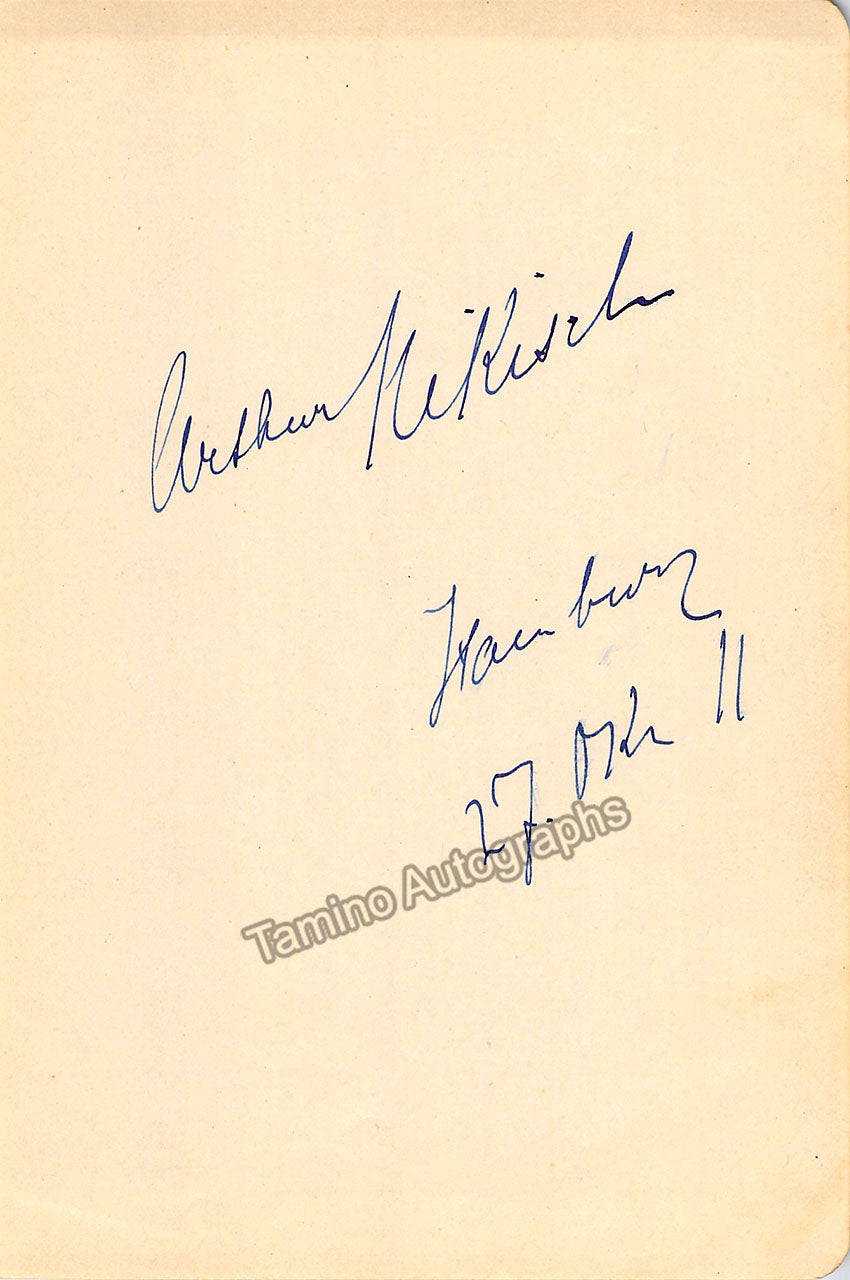 Arthur Nikisch
Hamburg
27. Okt 11
Tamino Autographs